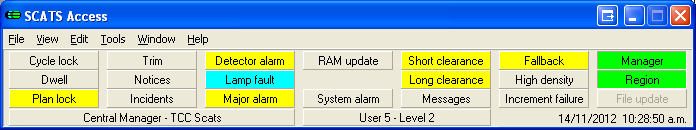 SCATS Access
File View Edit Tools Window Help
Cycle lock Trim Detector alarm RAM update Short clearance Fallback Manager
Dwell Notices Lamp fault Long clearance High density Region
Plan lock Incidents Major alarm System alarm Messages Increment failure File update
Central Manager - TCC Scats User 5 - Level 2 14/11/2012 10:28:50 a.m.